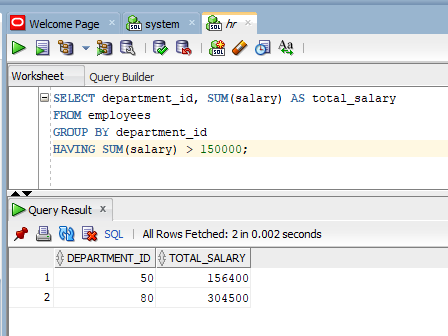 Welcome Page system hr
Worksheet Query Builder
SELECT department_id, SUM(salary) AS total_salary
FROM employees
GROUP BY department_id
HAVING SUM(salary) > 150000;
Query Result x
SQL | All Rows Fetched: 2 in 0.002 seconds
DEPARTMENT_ID TOTAL_SALARY
1 50 156400
2 80 304500